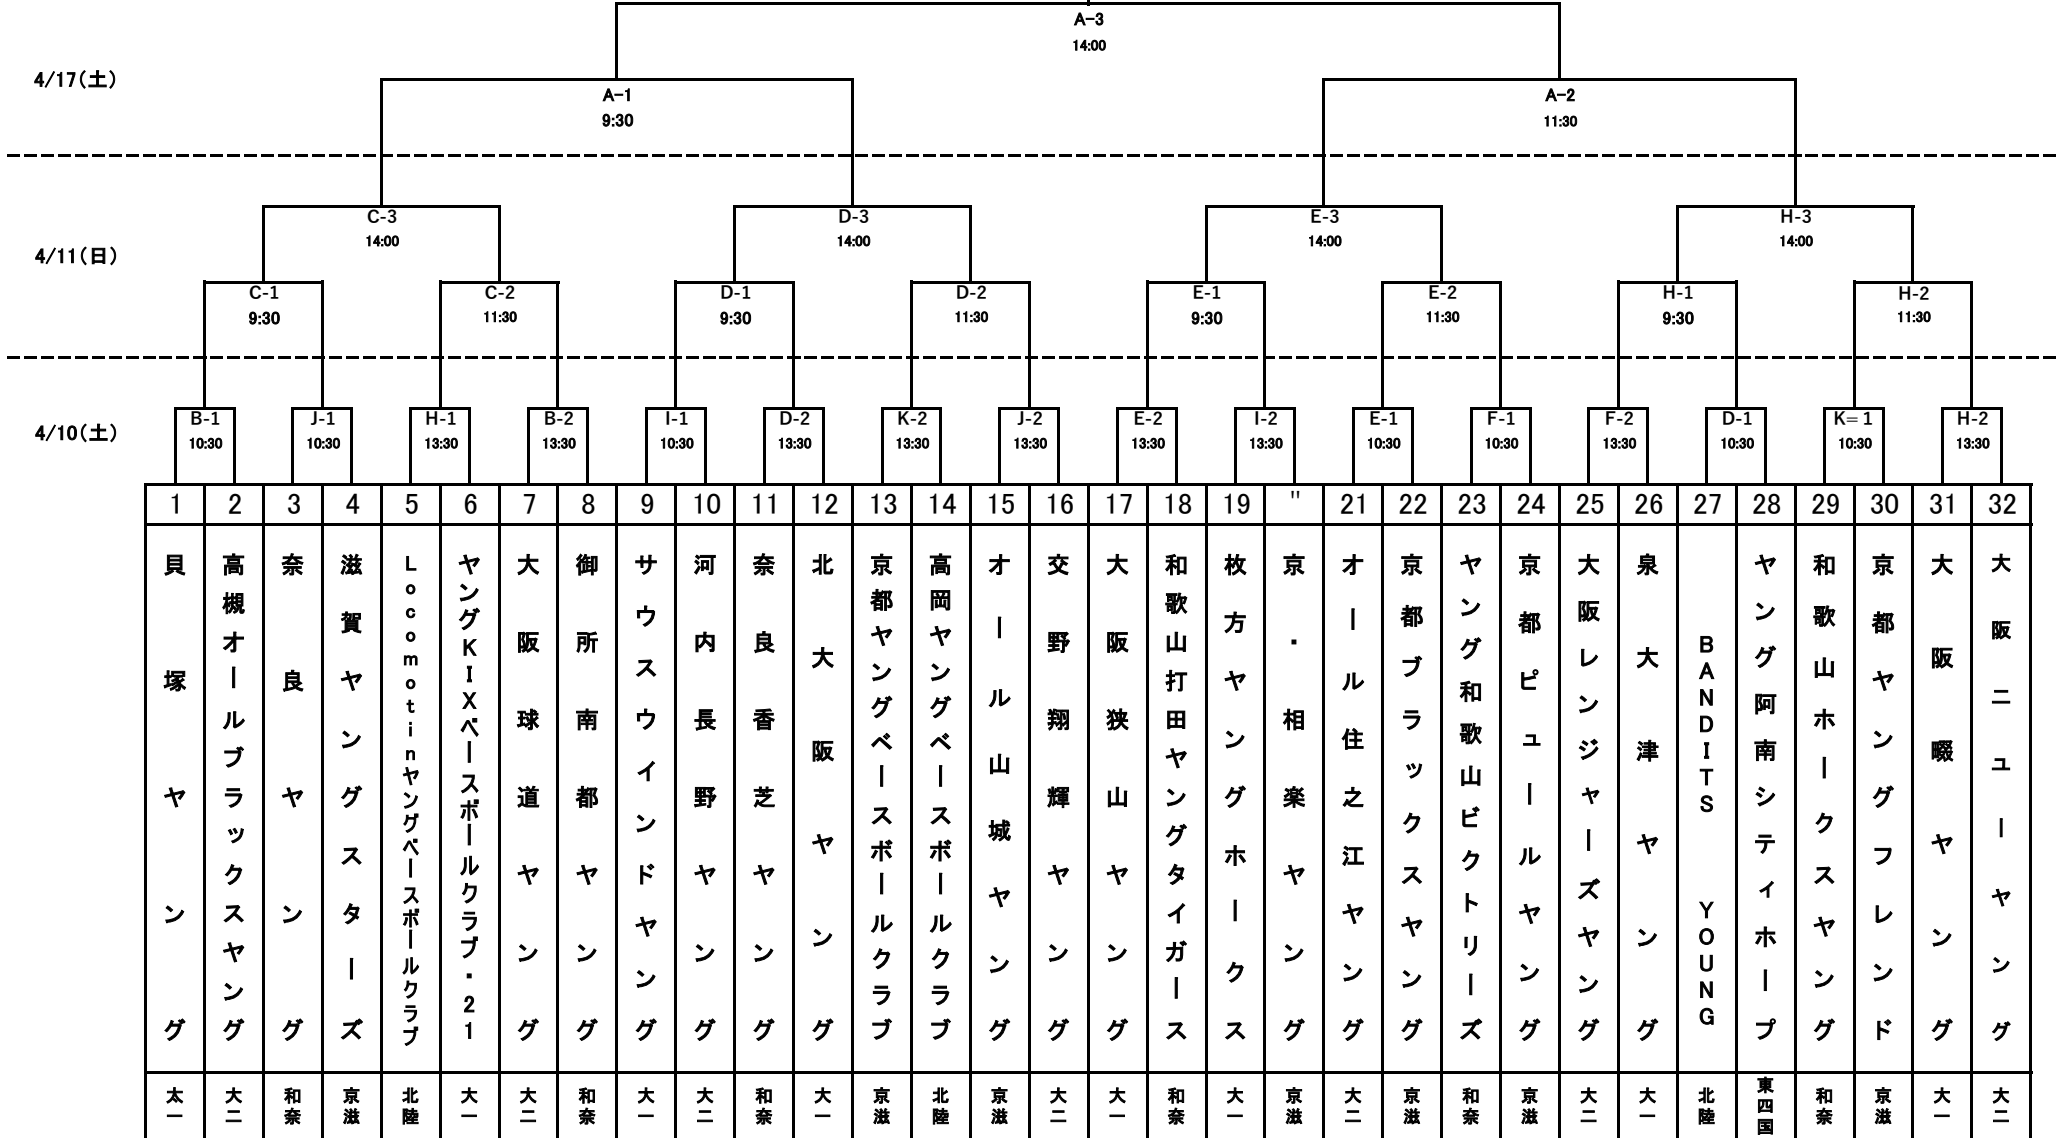 A-3
14:00
4/17(土)
A-1
9:30
A-2
11:30
C-3
14:00
D-3
14:00
E-3
14:00
H-3
14:00
4/11(日)
C-1
9:30
C-2
11:30
D-1
9:30
D-2
11:30
E-1
9:30
E-2
11:30
H-1
9:30
H-2
11:30
4/10(土)
B-1
10:30
J-1
10:30
H-1
13:30
B-2
13:30
I-1
10:30
D-2
13:30
K-2
13:30
J-2
13:30
E-2
13:30
I-2
13:30
E-1
10:30
F-1
10:30
F-2
13:30
D-1
10:30
K=1
10:30
H-2
13:30
1
貝塚ヤング
太一
2
高槻オールブラックスヤング
大二
3
奈良ヤング
和奈
4
滋賀ヤングスターズ
京滋
5
Locomotinヤングベースボールクラブ
北陸
6
ヤングKIXベースボールクラブ・21
大一
7
大阪球道ヤング
大二
8
御所南都ヤング
和奈
9
サウスウインドヤング
大一
10
河内長野ヤング
大二
11
奈良香芝ヤング
和奈
12
北大阪ヤング
大一
13
京都ヤングベースボールクラブ
京滋
14
高岡ヤングベースボールクラブ
北陸
15
オール山城ヤング
京滋
16
交野翔輝ヤング
大二
17
大阪狭山ヤング
大一
18
和歌山打田ヤングタイガース
和奈
19
枚方ヤングホークス
大一
"
京・相楽ヤング
京滋
21
オール住之江ヤング
大二
22
京都ブラックスヤング
京滋
23
ヤング和歌山ビクトリーズ
和奈
24
京都ピュールヤング
京滋
25
大阪レンジャーズヤング
大二
26
泉大津ヤング
大一
27
BANDITS YOUNG
北陸
28
ヤング阿南シティホープ
東四国
29
和歌山ホークスヤング
和奈
30
京都ヤングフレンド
京滋
31
大阪畷ヤング
大一
32
大阪ニューヤング
大二